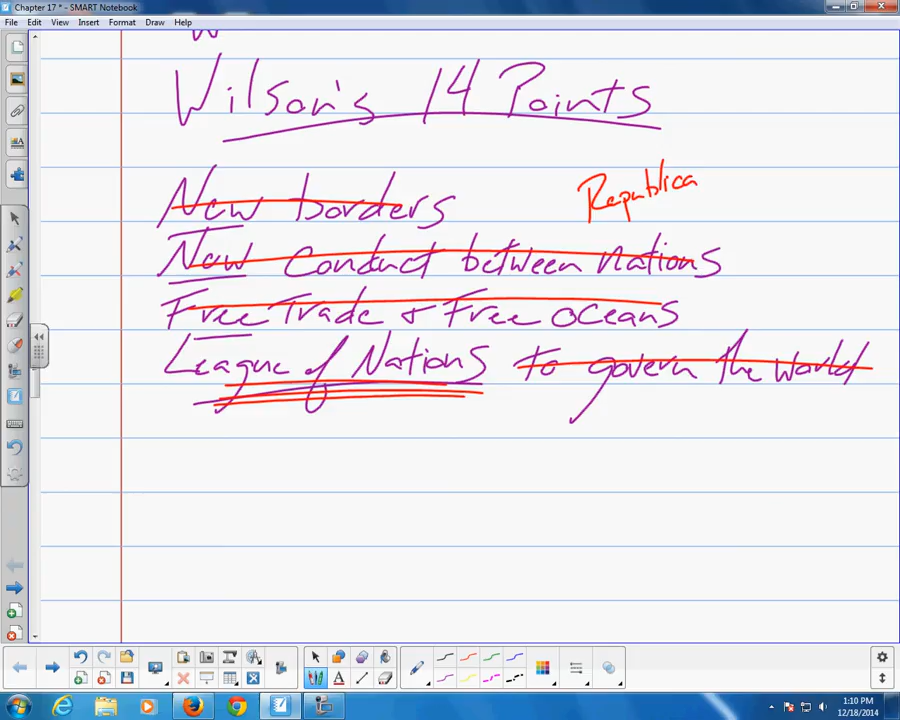 Chapter 17 * - SMART Notebook
File Edit View Insert Format Draw Help
Wilson's 14 Points
New borders
Republica
New Conduct between Nations
Free Trade & Free Oceans
League of Nations to govern the world
1:10 PM
12/18/2014